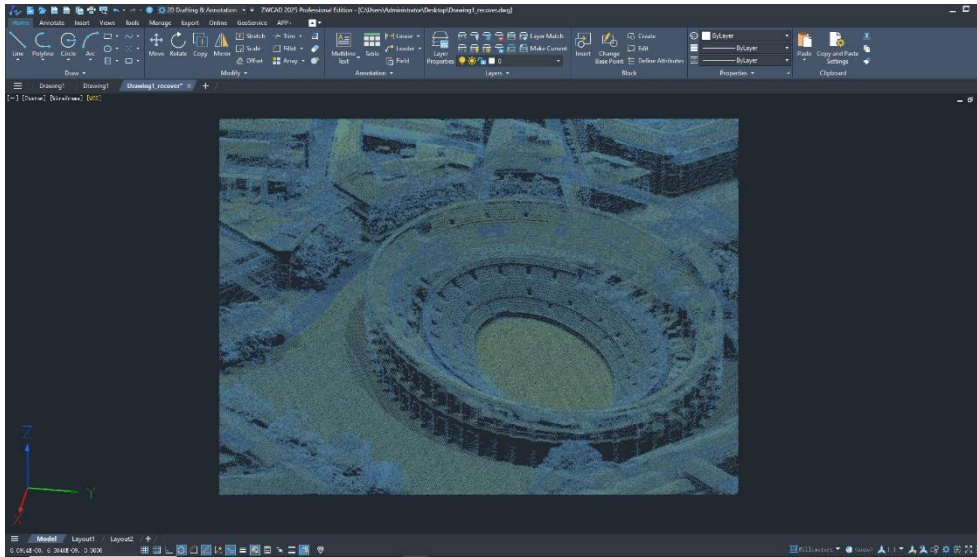 2D Drafting & Annotation
ZWCAD 2025 Professional Edition - [C:\Users\Administrator\Desktop\Drawing1_recover.dwg]
Home Annotate Insert Views Tools Manage Export Online GeoService APP+
Line Polyline Circle Arc
Draw
Move Rotate Copy Mirror
Stretch Trim
Scale Fillet
Offset Array
Modify
Multiline Text Table
Linear
Leader
Field
Annotation
Layer Properties
Layer Match
Make Current
0
Layers
Insert Change Base Point
Create
Edit
Define Attributes
Block
ByLayer
ByLayer
ByLayer
Properties
Paste Copy and Paste Settings
Clipboard
Drawing1 Drawing1 Drawing1_recover*
[-] [Custom] [Wireframe] [WCS]
Z
Y
X
Model Layout1 Layout2 +
Millimeters